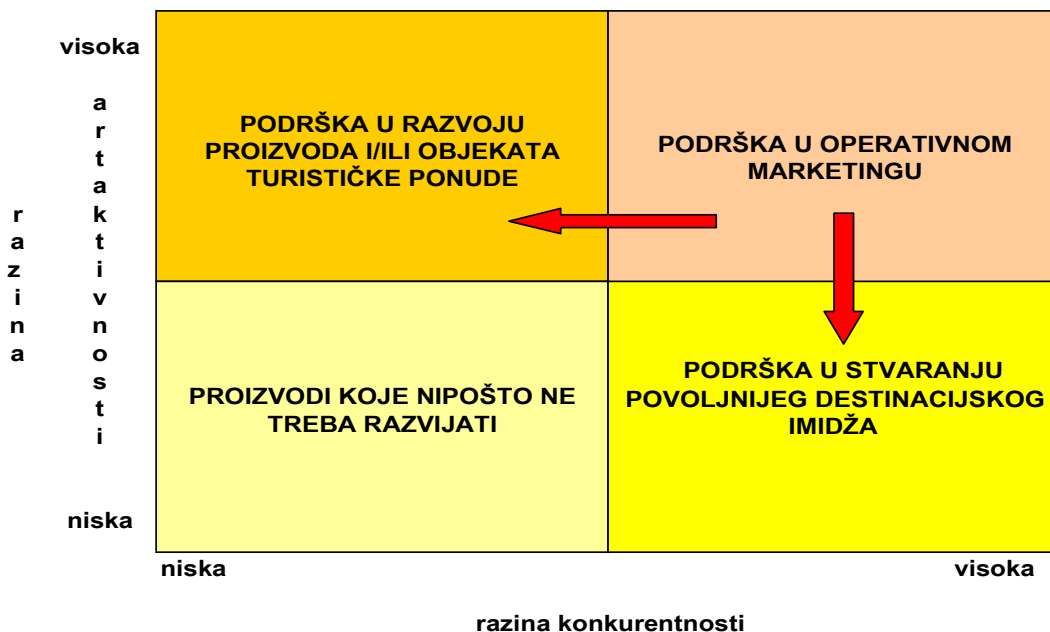 visoka
artaktivnosti
razina
PODRŠKA U RAZVOJU
PROIZVODA I/ILI OBJEKATA
TURISTIČKE PONUDE
PODRŠKA U OPERATIVNOM
MARKETINGU
PROIZVODI KOJE NIPOŠTO NE
TREBA RAZVIJATI
PODRŠKA U STVARANJU
POVOLJNIJEG DESTINACIJSKOG
IMIDŽA
niska
niska
visoka
razina konkurentnosti